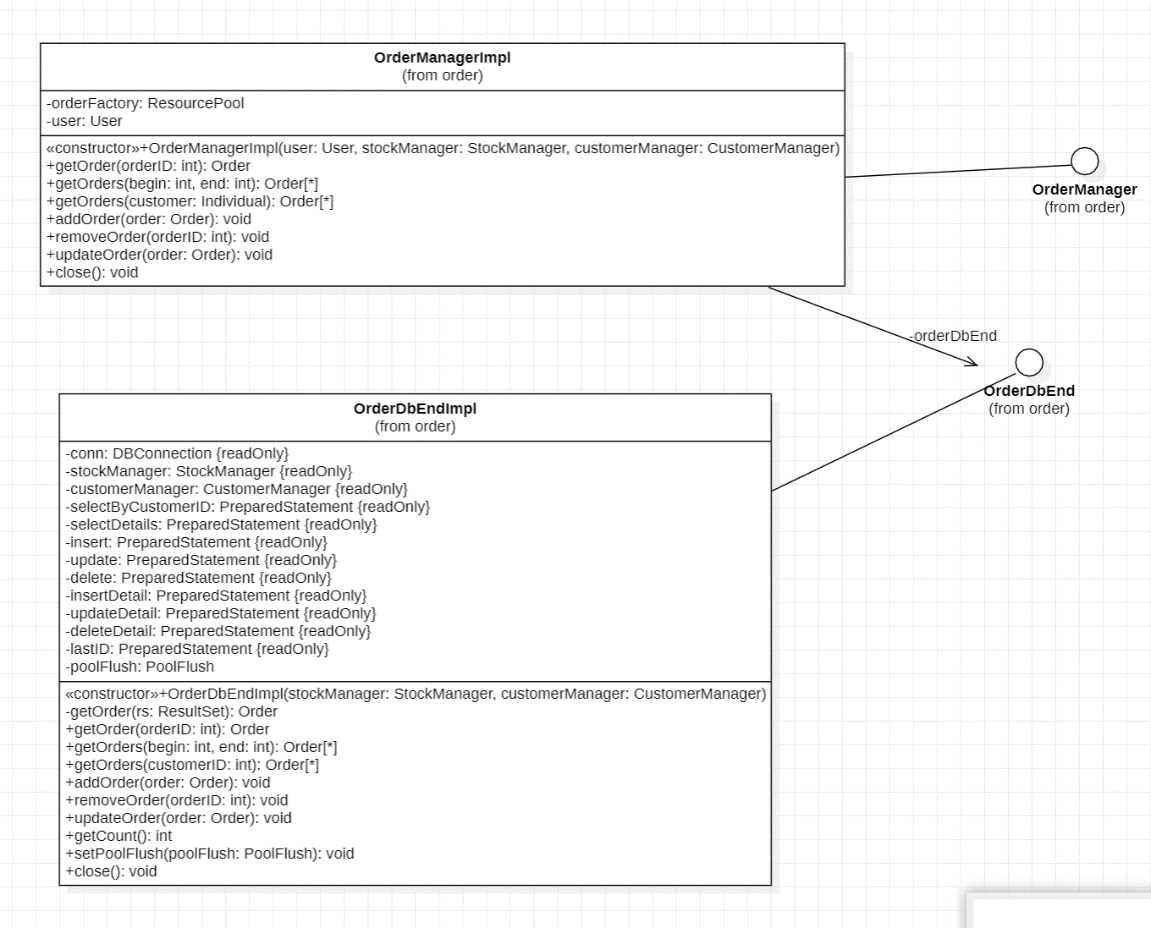 OrderManagerImpl
(from order)
-orderFactory: ResourcePool
-user: User
«constructor»+OrderManagerImpl(user: User, stockManager: StockManager, customerManager: CustomerManager)
+getOrder(orderID: int): Order
+getOrders(begin: int, end: int): Order[*]
+getOrders(customer: Individual): Order[*]
+addOrder(order: Order): void
+removeOrder(orderID: int): void
+updateOrder(order: Order): void
+close(): void
OrderManager
(from order)
-orderDbEnd
OrderDbEnd
(from order)
OrderDbEndImpl
(from order)
-conn: DBConnection {readOnly}
-stockManager: StockManager {readOnly}
-customerManager: CustomerManager {readOnly}
-selectByCustomerID: PreparedStatement {readOnly}
-selectDetails: PreparedStatement {readOnly}
-insert: PreparedStatement {readOnly}
-update: PreparedStatement {readOnly}
-delete: PreparedStatement {readOnly}
-insertDetail: PreparedStatement {readOnly}
-updateDetail: PreparedStatement {readOnly}
-deleteDetail: PreparedStatement {readOnly}
-lastID: PreparedStatement {readOnly}
-poolFlush: PoolFlush
«constructor»+OrderDbEndImpl(stockManager: StockManager, customerManager: CustomerManager)
-getOrder(rs: ResultSet): Order
+getOrder(orderID: int): Order
+getOrders(begin: int, end: int): Order[*]
+getOrders(customerID: int): Order[*]
+addOrder(order: Order): void
+removeOrder(orderID: int): void
+updateOrder(order: Order): void
+getCount(): int
+setPoolFlush(poolFlush: PoolFlush): void
+close(): void